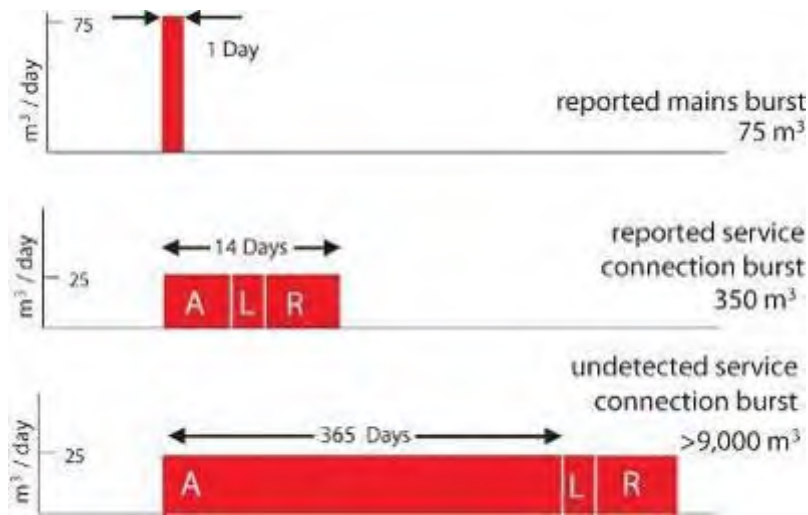 75
1 Day
m³ / day
reported mains burst
75 m³
14 Days
m³ / day
25
A L R
reported service
connection burst
350 m³
undetected service
connection burst
>9,000 m³
365 Days
m³ / day
25
A L R